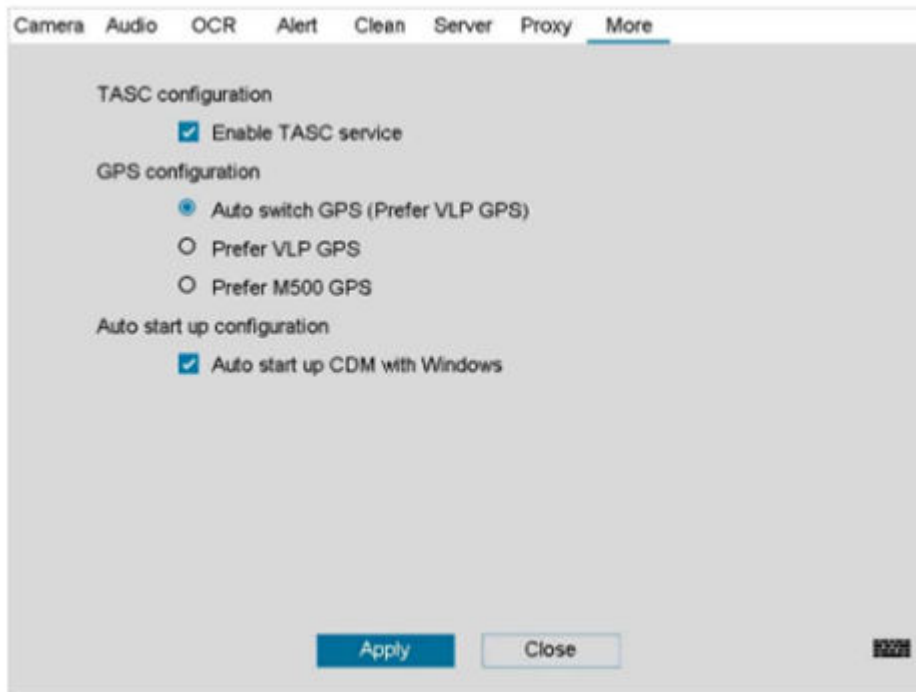 Camera Audio OCR Alert Clean Server Proxy More
TASC configuration
Enable TASC service
GPS configuration
Auto switch GPS (Prefer VLP GPS)
Prefer VLP GPS
Prefer M500 GPS
Auto start up configuration
Auto start up CDM with Windows
Apply Close